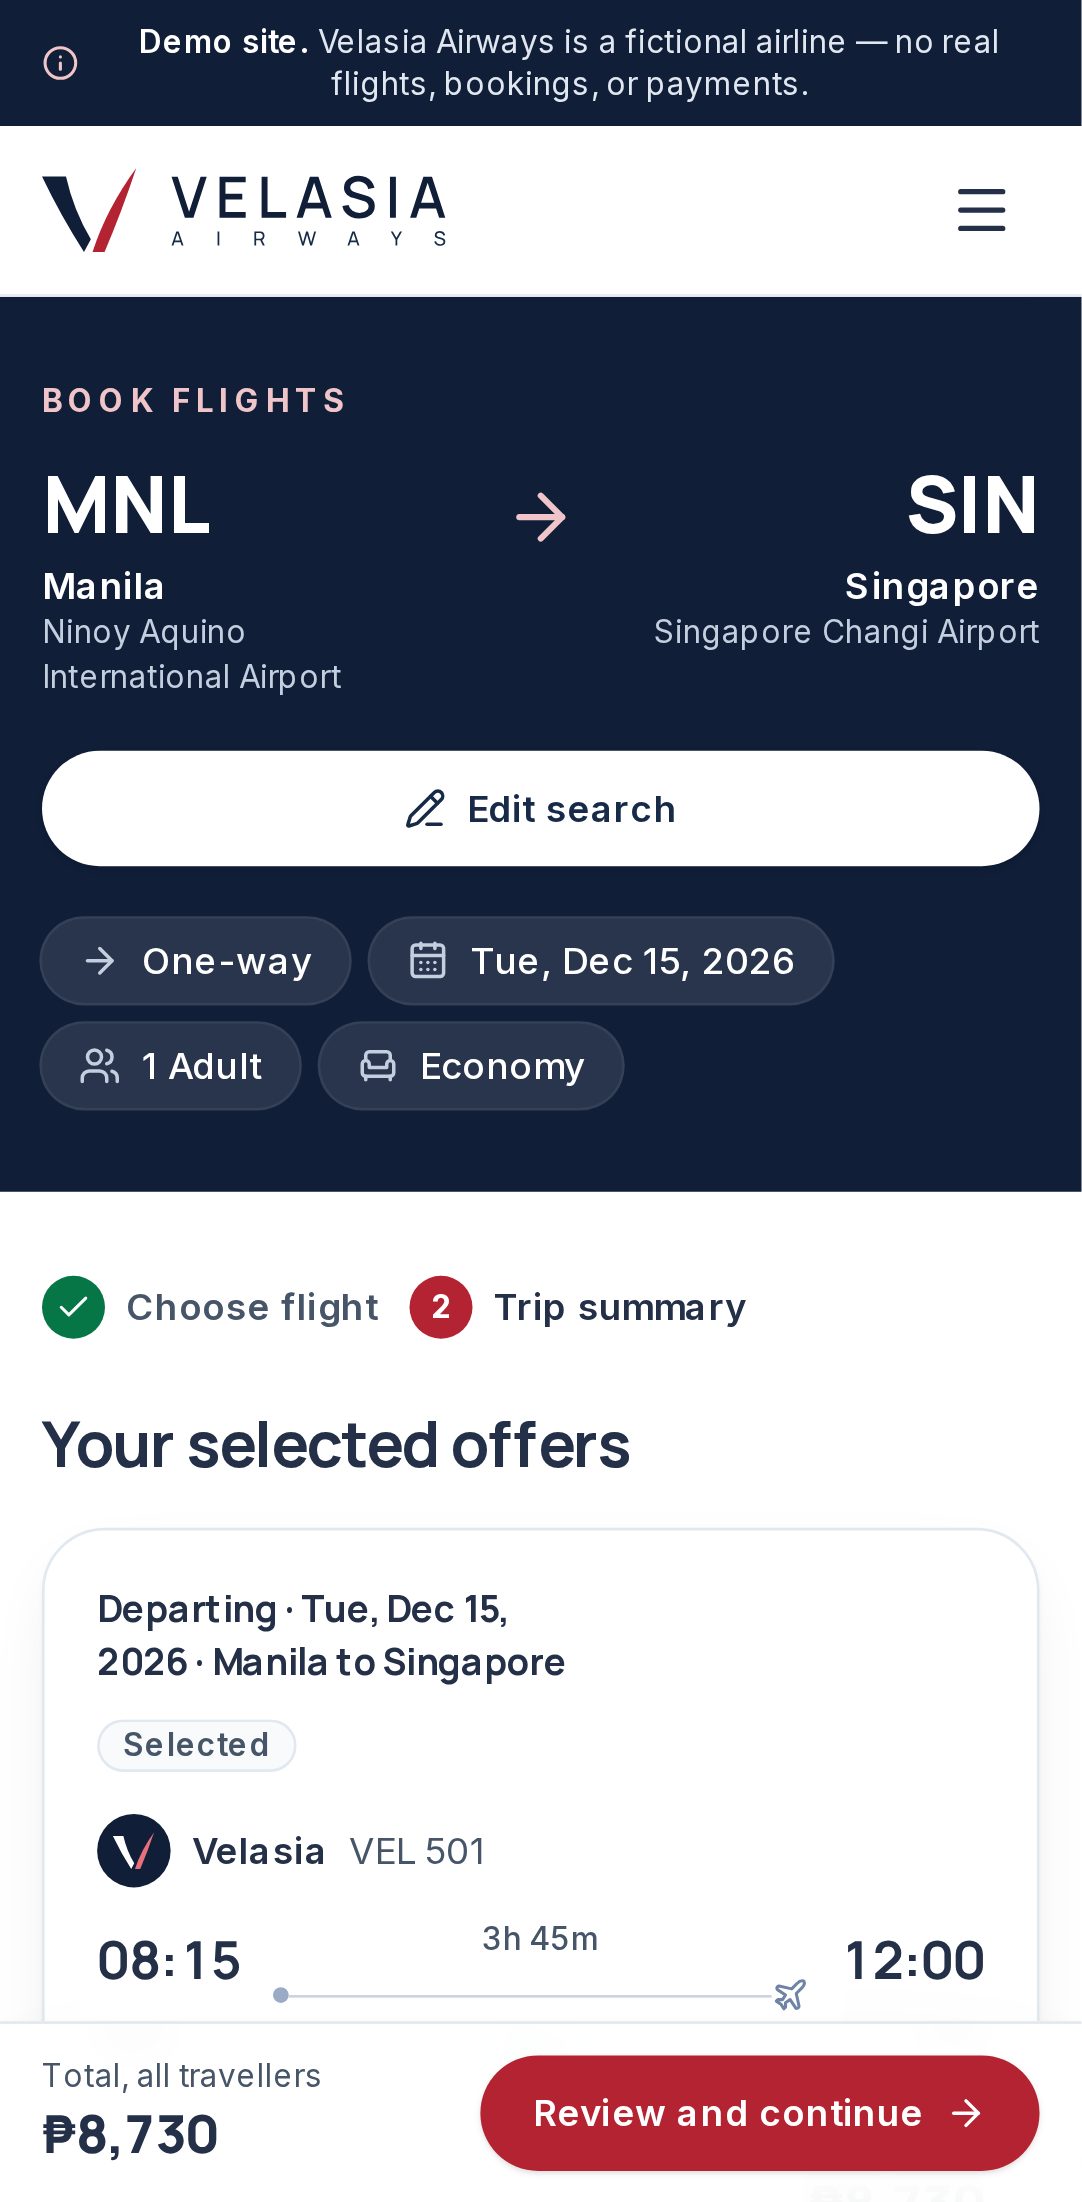 Demo site. Velasia Airways is a fictional airline — no real
flights, bookings, or payments.
VELASIA
AIRWAYS
BOOK FLIGHTS
MNL
SIN
Manila
Singapore
Ninoy Aquino
International Airport
Singapore Changi Airport
Edit search
One-way
Tue, Dec 15, 2026
1 Adult
Economy
Choose flight
2 Trip summary
Your selected offers
Departing · Tue, Dec 15,
2026 · Manila to Singapore
Selected
Velasia VEL 501
08:15
3h 45m
12:00
Total, all travellers
₱8,730
Review and continue
₱8,730